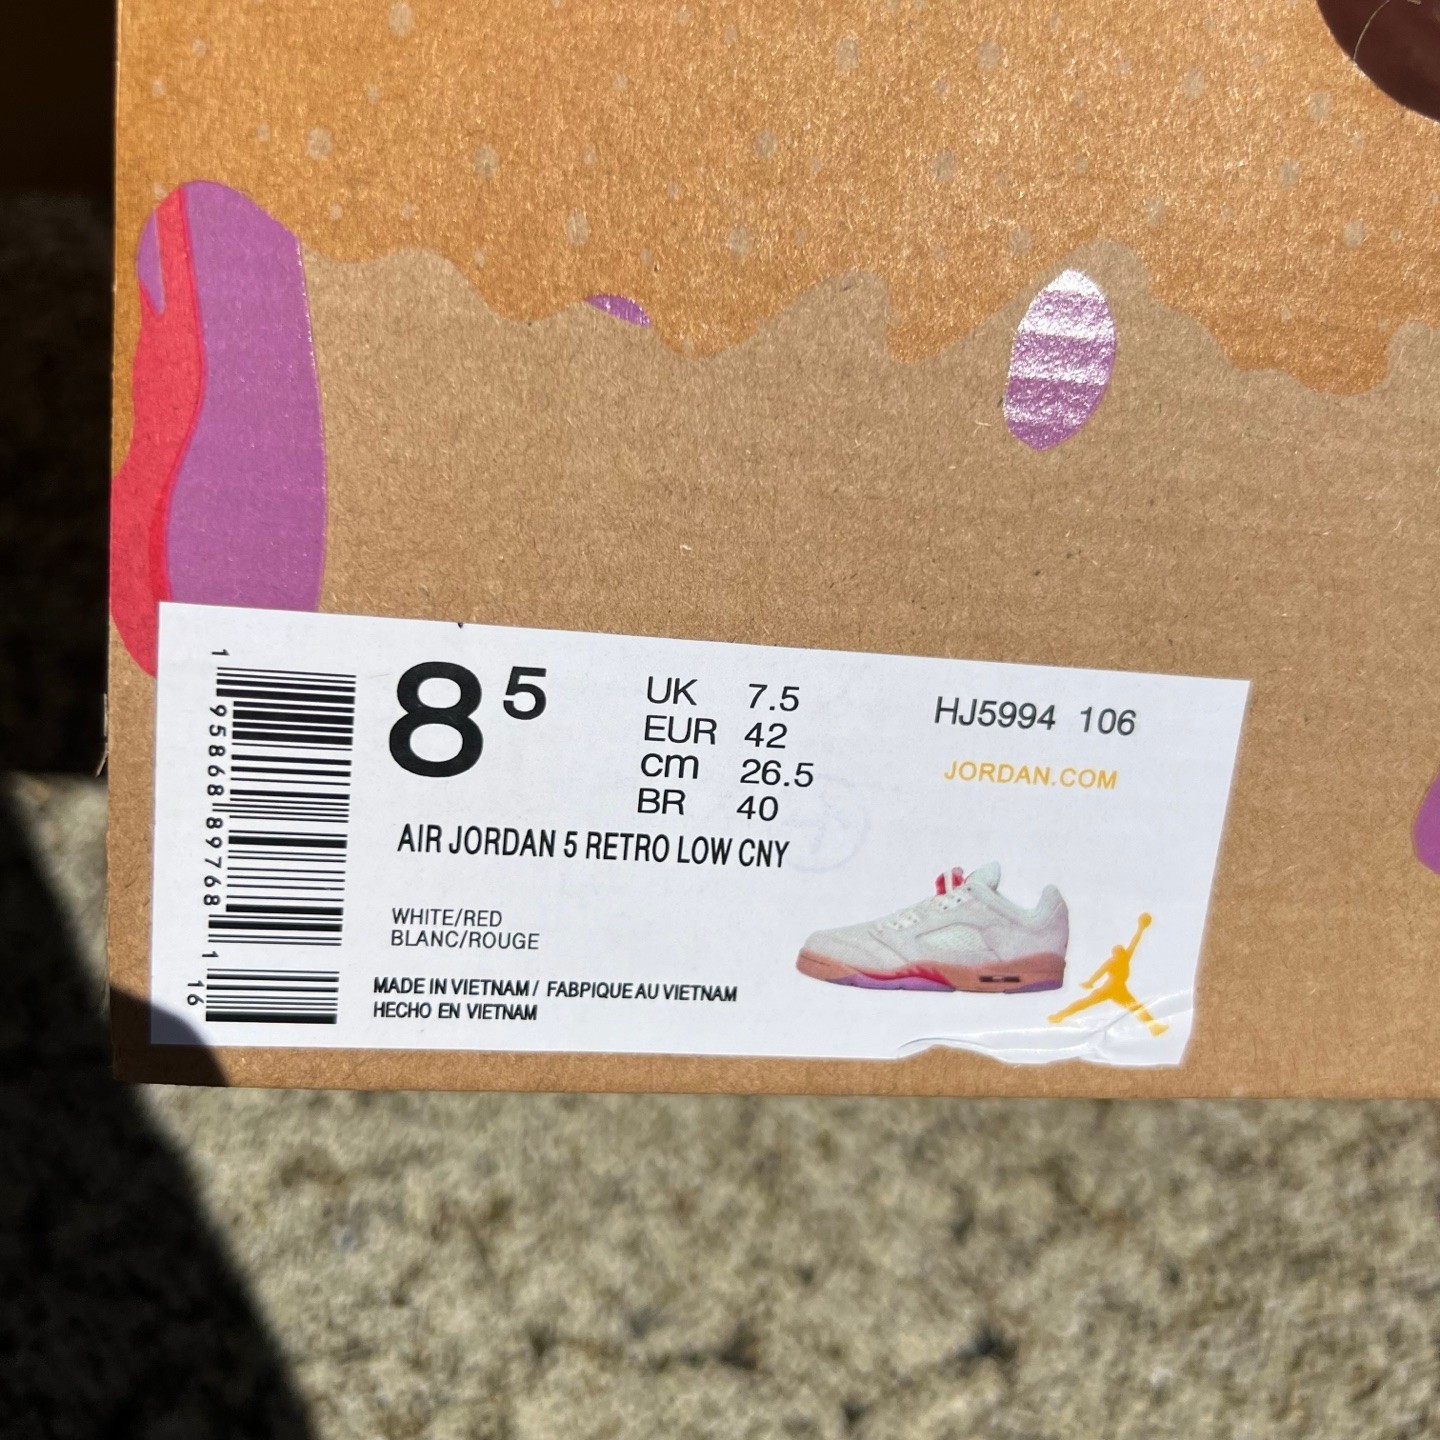 8 5
UK 7.5
EUR 42
cm 26.5
BR 40
HJ5994 106
JORDAN.COM
AIR JORDAN 5 RETRO LOW CNY
WHITE/RED
BLANC/ROUGE
MADE IN VIETNAM / FABPIQUE AU VIETNAM
HECHO EN VIETNAM
1 95868 89768 1 16